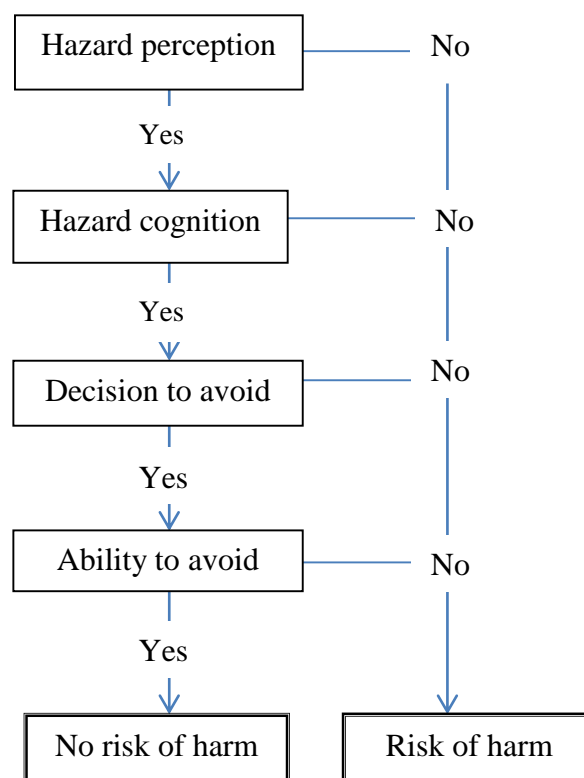 Hazard perception
No
Yes
Hazard cognition
No
Yes
Decision to avoid
No
Yes
Ability to avoid
No
Yes
No risk of harm
Risk of harm